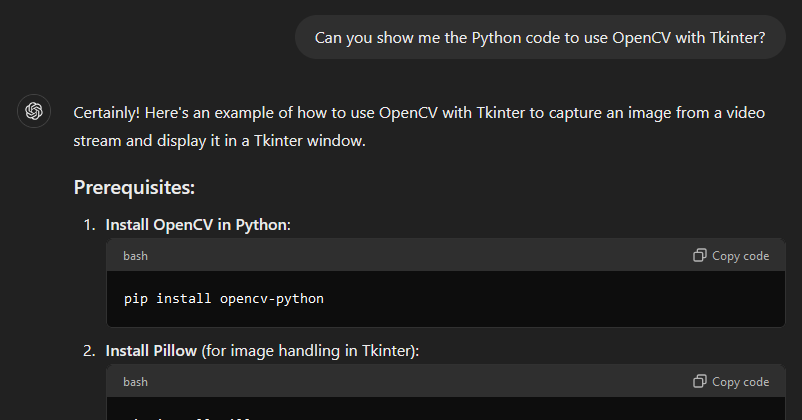 Can you show me the Python code to use OpenCV with Tkinter?
Certainly! Here's an example of how to use OpenCV with Tkinter to capture an image from a video
stream and display it in a Tkinter window.
Prerequisites:
1. Install OpenCV in Python:
bash
Copy code
pip install opencv-python
2. Install Pillow (for image handling in Tkinter):
bash
Copy code